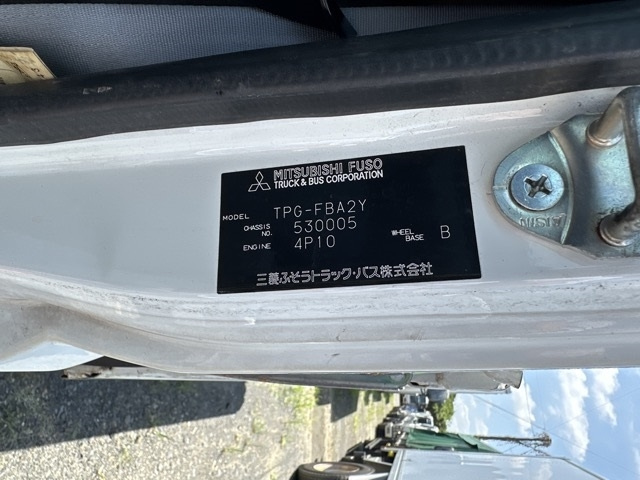 MITSUBISHI FUSO
TRUCK & BUS CORPORATION
MODEL TPG-FBA2Y
CHASSIS NO. 530005
ENGINE 4P10 WHEEL BASE B
三菱ふそうトラック・バス株式会社